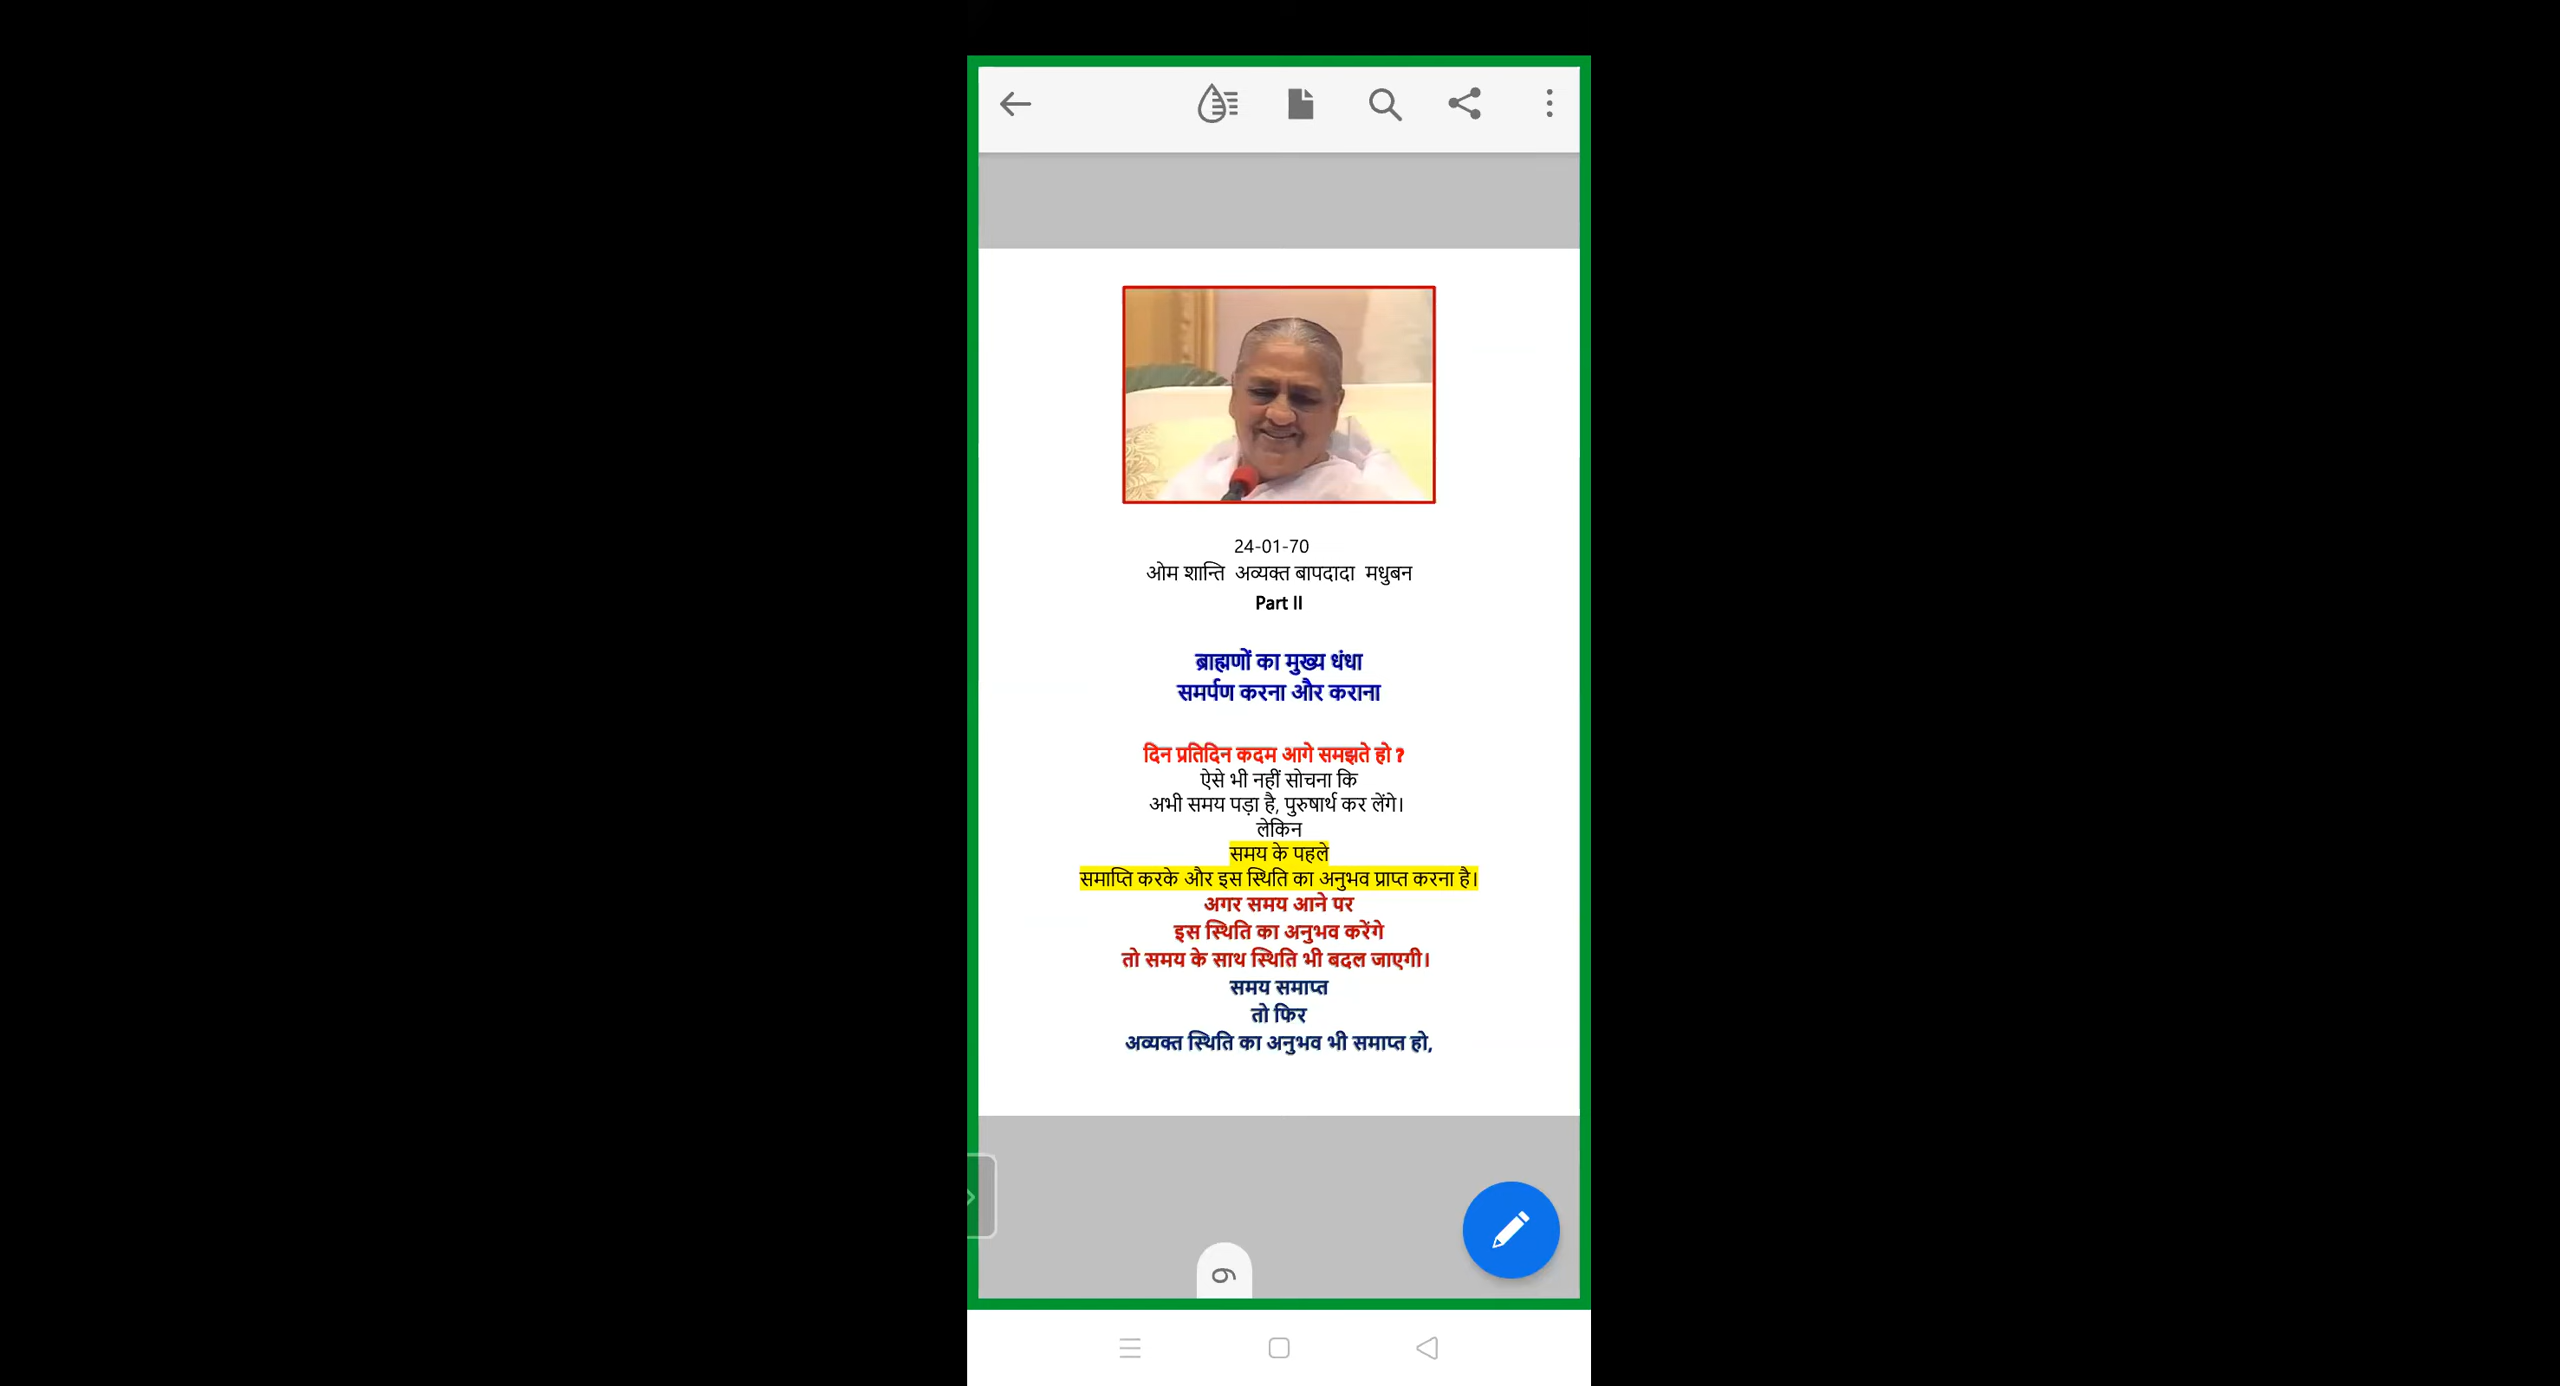 24-01-70
ओम शान्ति  अव्यक्त बापदादा  मधुबन
Part II
ब्राह्मणों का मुख्य धंधा
समर्पण करना और कराना
दिन प्रतिदिन कदम आगे समझते हो ?
ऐसे भी नहीं सोचना कि
अभी समय पड़ा है, पुरुषार्थ कर लेंगे।
लेकिन
समय के पहले
समाप्ति करके और इस स्थिति का अनुभव प्राप्त करना है।
अगर समय आने पर
इस स्थिति का अनुभव करेंगे
तो समय के साथ स्थिति भी बदल जाएगी।
समय समाप्त
तो फिर
अव्यक्त स्थिति का अनुभव भी समाप्त हो,